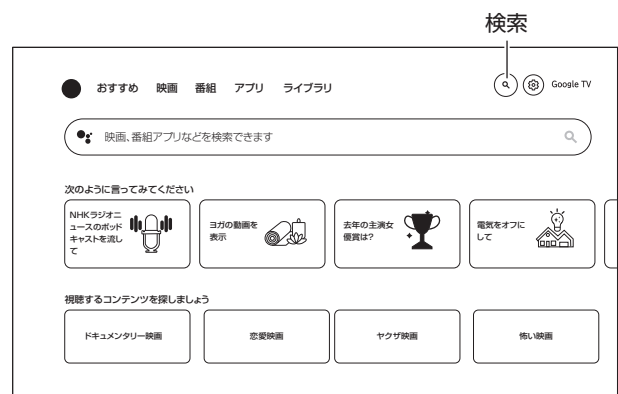 検索
おすすめ 映画 番組 アプリ ライブラリ Google TV
映画、番組アプリなどを検索できます
次のように言ってみてください
NHKラジオニ
ュースのポッド
キャストを流し
て
ヨガの動画を
表示
去年の主演女
優賞は?
電気をオフに
して
視聴するコンテンツを探しましょう
ドキュメンタリー映画
恋愛映画
ヤクザ映画
怖い映画